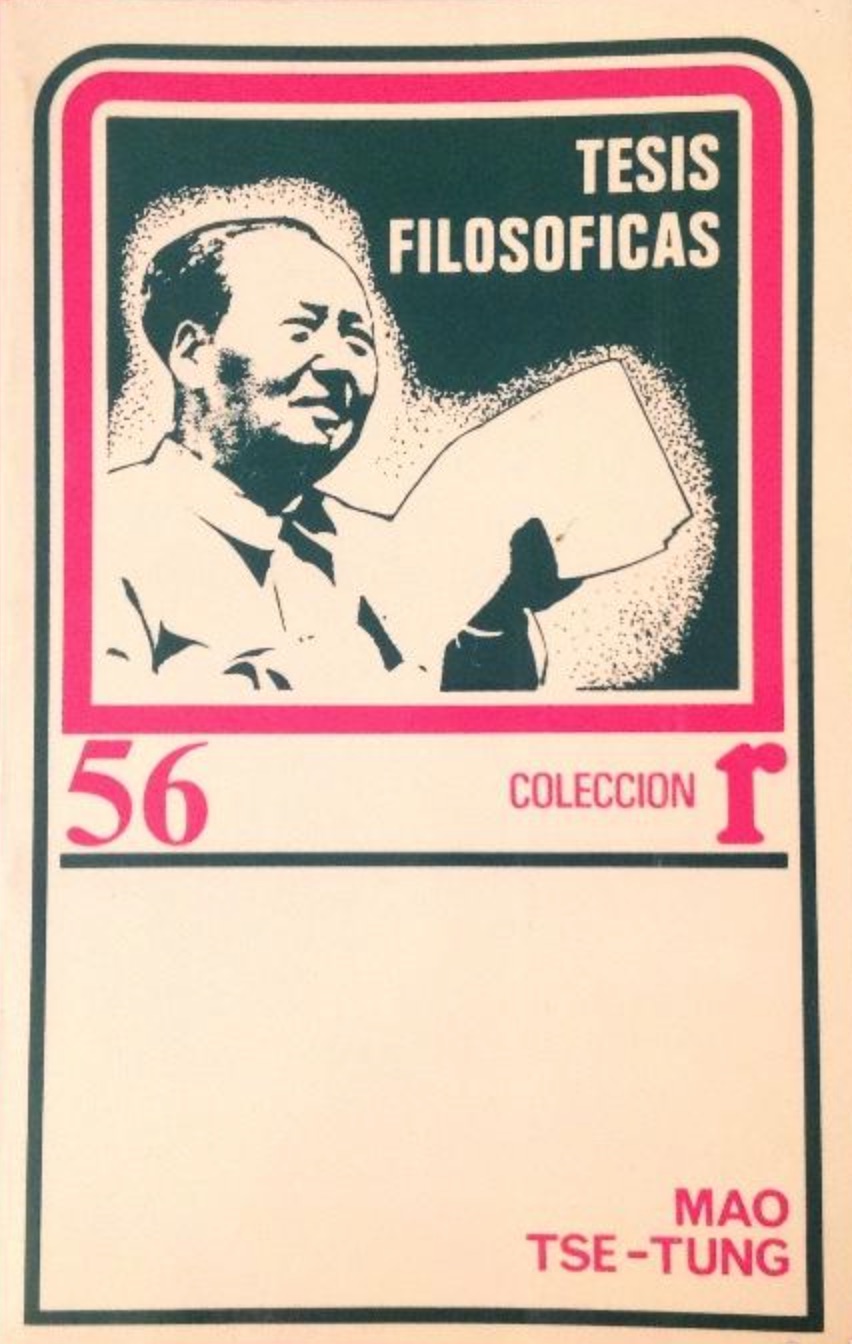 TESIS
FILOSOFICAS
56
COLECCION r
MAO
TSE-TUNG